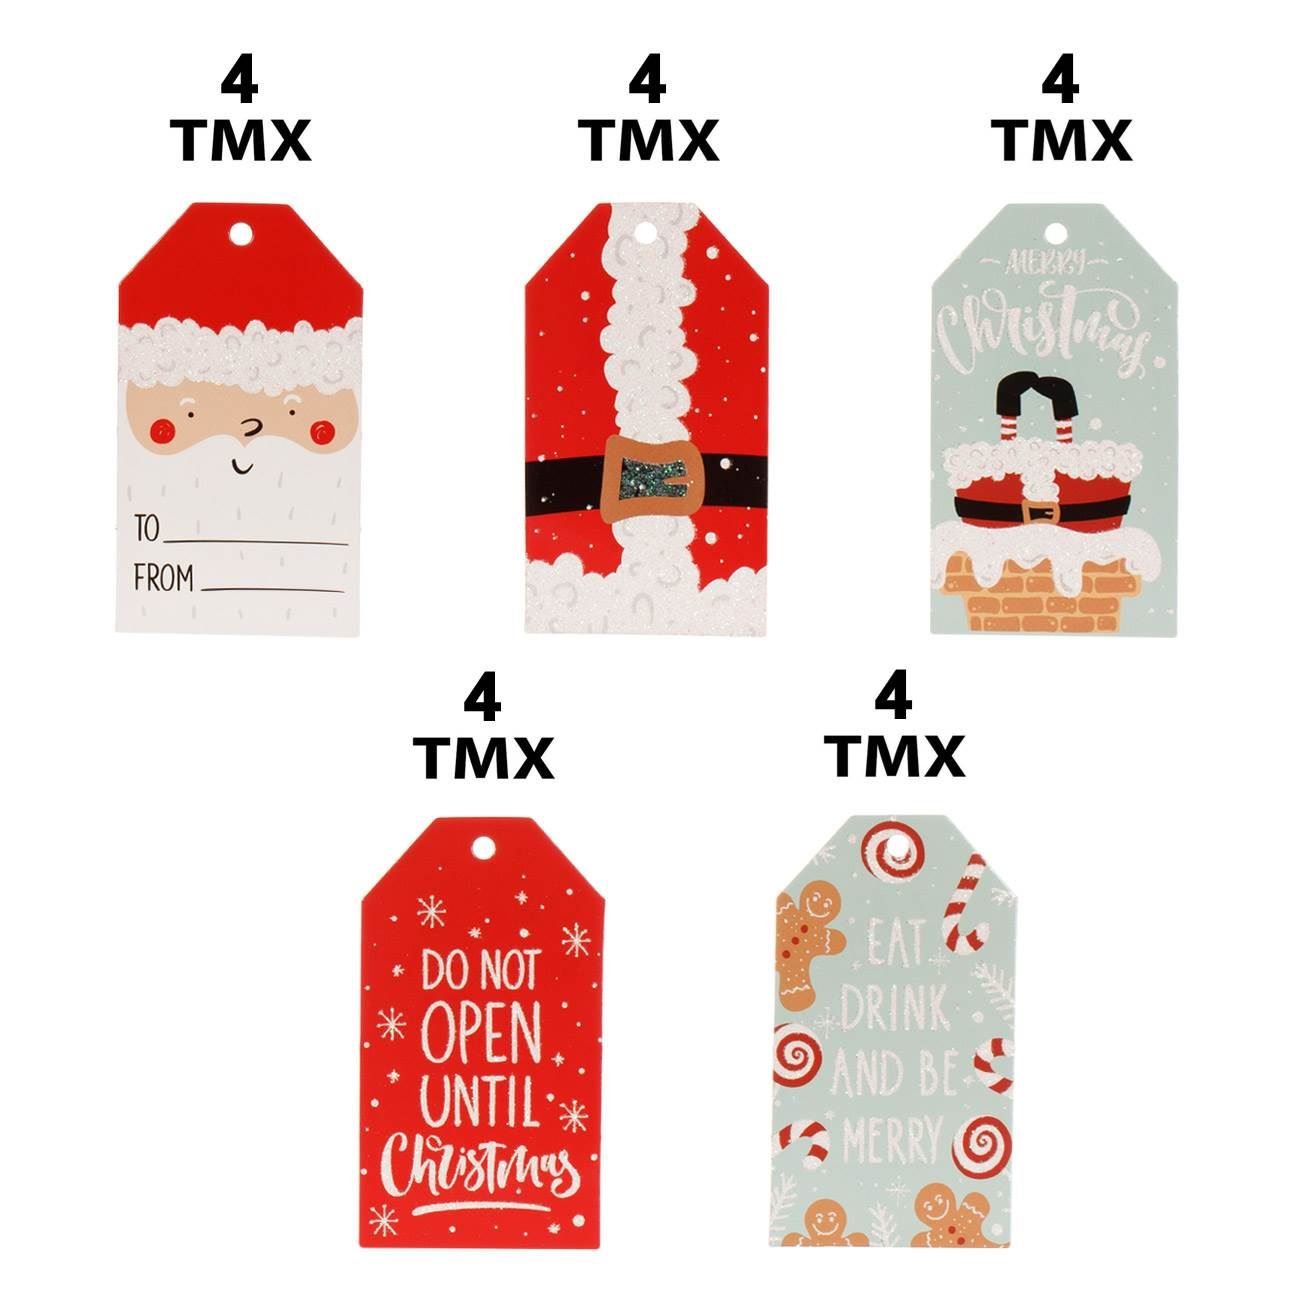 4
TMX
4
TMX
4
TMX
TO
FROM
MERRY
Christmas
4
TMX
4
TMX
DO NOT
OPEN
UNTIL
Christmas
EAT
DRINK
AND BE
MERRY